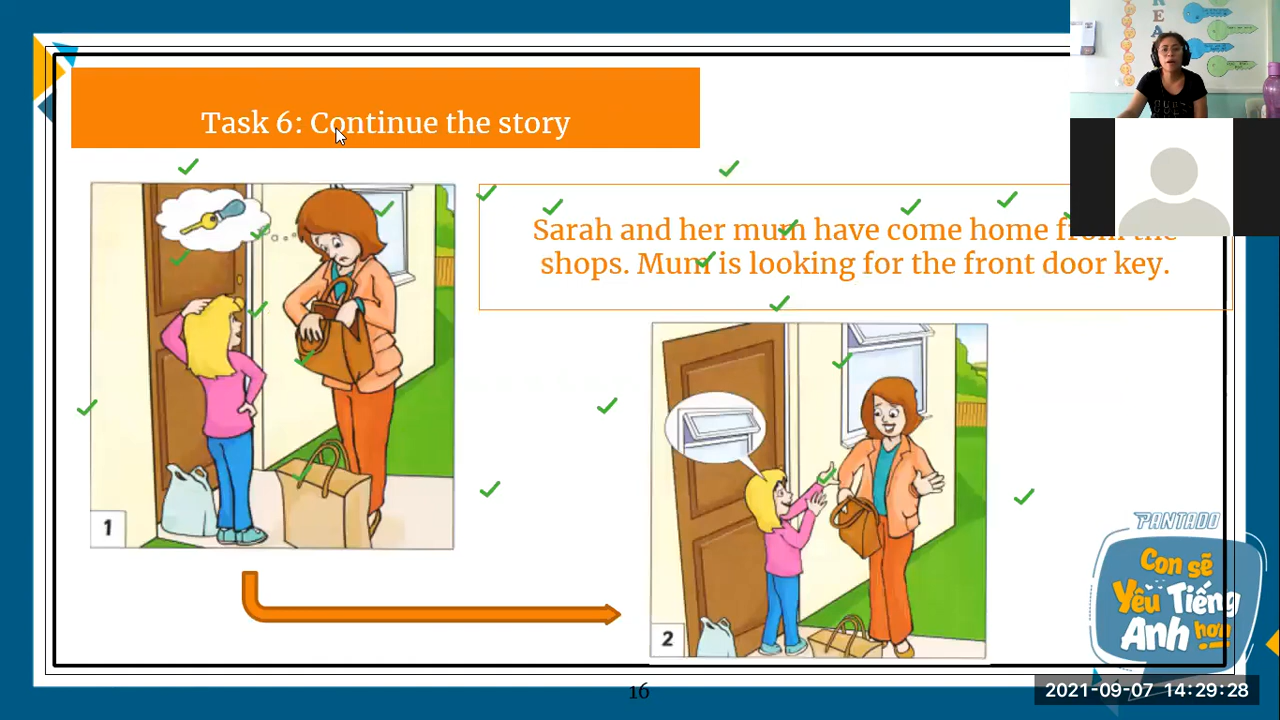 Task 6: Continue the story
Sarah and her mum have come home from the
shops. Mum is looking for the front door key.
1
2
PANTADO
Con sẽ
Yêu Tiếng
Anh hơn
16
2021-09-07 14:29:28